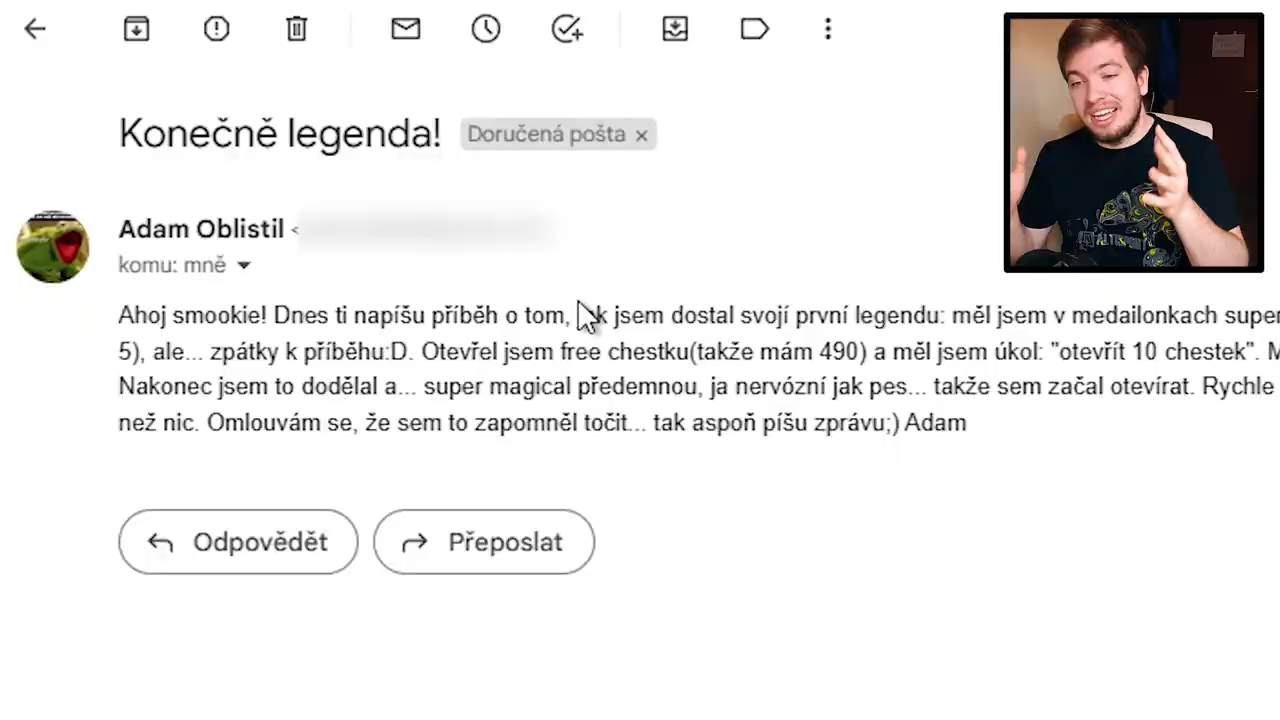 Konečně legenda!
Doručená pošta ×
Adam Oblistil <
komu: mně
Ahoj smookie! Dnes ti napíšu příběh o tom, jsem dostal svojí první legendu: měl jsem v medailonkach super
5), ale... zpátky k příběhu:D. Otevřel jsem free chestku(takže mám 490) a měl jsem úkol: "otevřít 10 chestek". M
Nakonec jsem to dodělal a... super magical předemnou, ja nervózní jak pes... takže sem začal otevírat. Rychle
než nic. Omlouvám se, že sem to zapomněl točit... tak aspoň píšu zprávu;) Adam
Odpovědět
Přeposlat